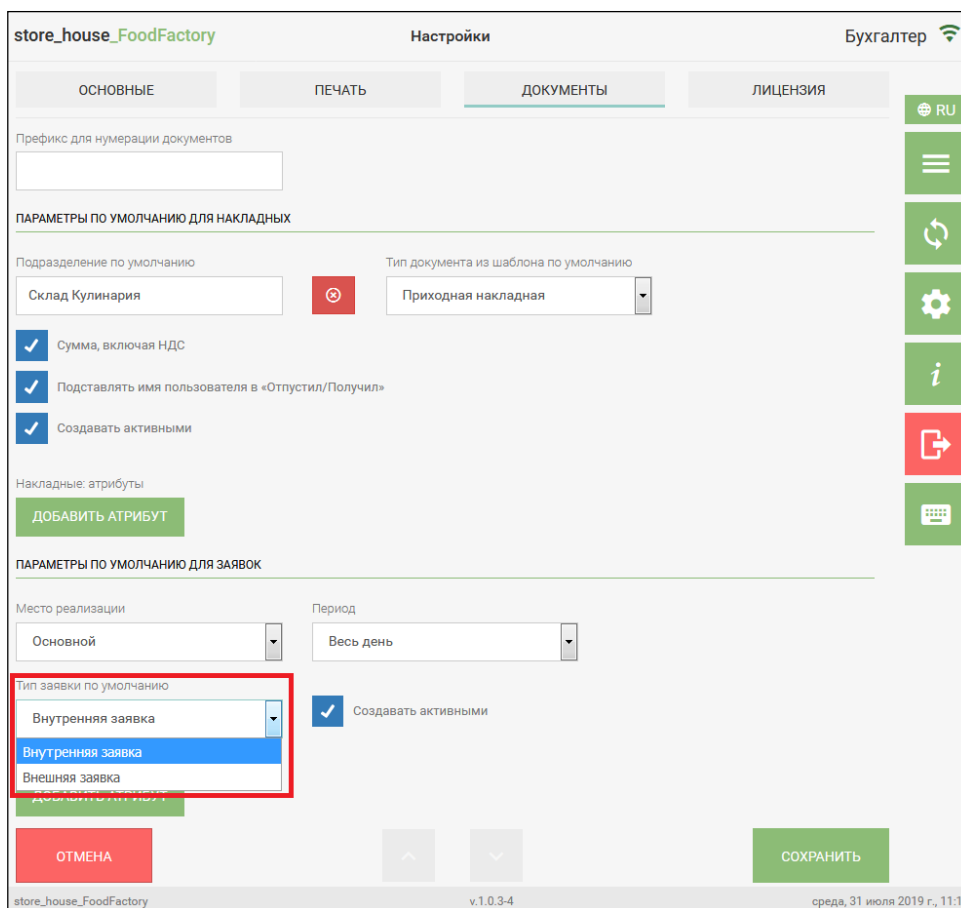 store_house_FoodFactory Настройки Бухгалтер
ОСНОВНЫЕ ПЕЧАТЬ ДОКУМЕНТЫ ЛИЦЕНЗИЯ
RU
Префикс для нумерации документов
ПАРАМЕТРЫ ПО УМОЛЧАНИЮ ДЛЯ НАКЛАДНЫХ
Подразделение по умолчанию Тип документа из шаблона по умолчанию
Склад Кулинария Приходная накладная
Сумма, включая НДС
Подставлять имя пользователя в «Отпустил/Получил»
Создавать активными
Накладные: атрибуты
ДОБАВИТЬ АТРИБУТ
ПАРАМЕТРЫ ПО УМОЛЧАНИЮ ДЛЯ ЗАЯВОК
Место реализации Период
Основной Весь день
Тип заявки по умолчанию
Внутренняя заявка Создавать активными
Внутренняя заявка
Внешняя заявка
ДОБАВИТЬ АТРИБУТ
ОТМЕНА СОХРАНИТЬ
store_house_FoodFactory v.1.0.3-4 среда, 31 июля 2019 г., 11:1